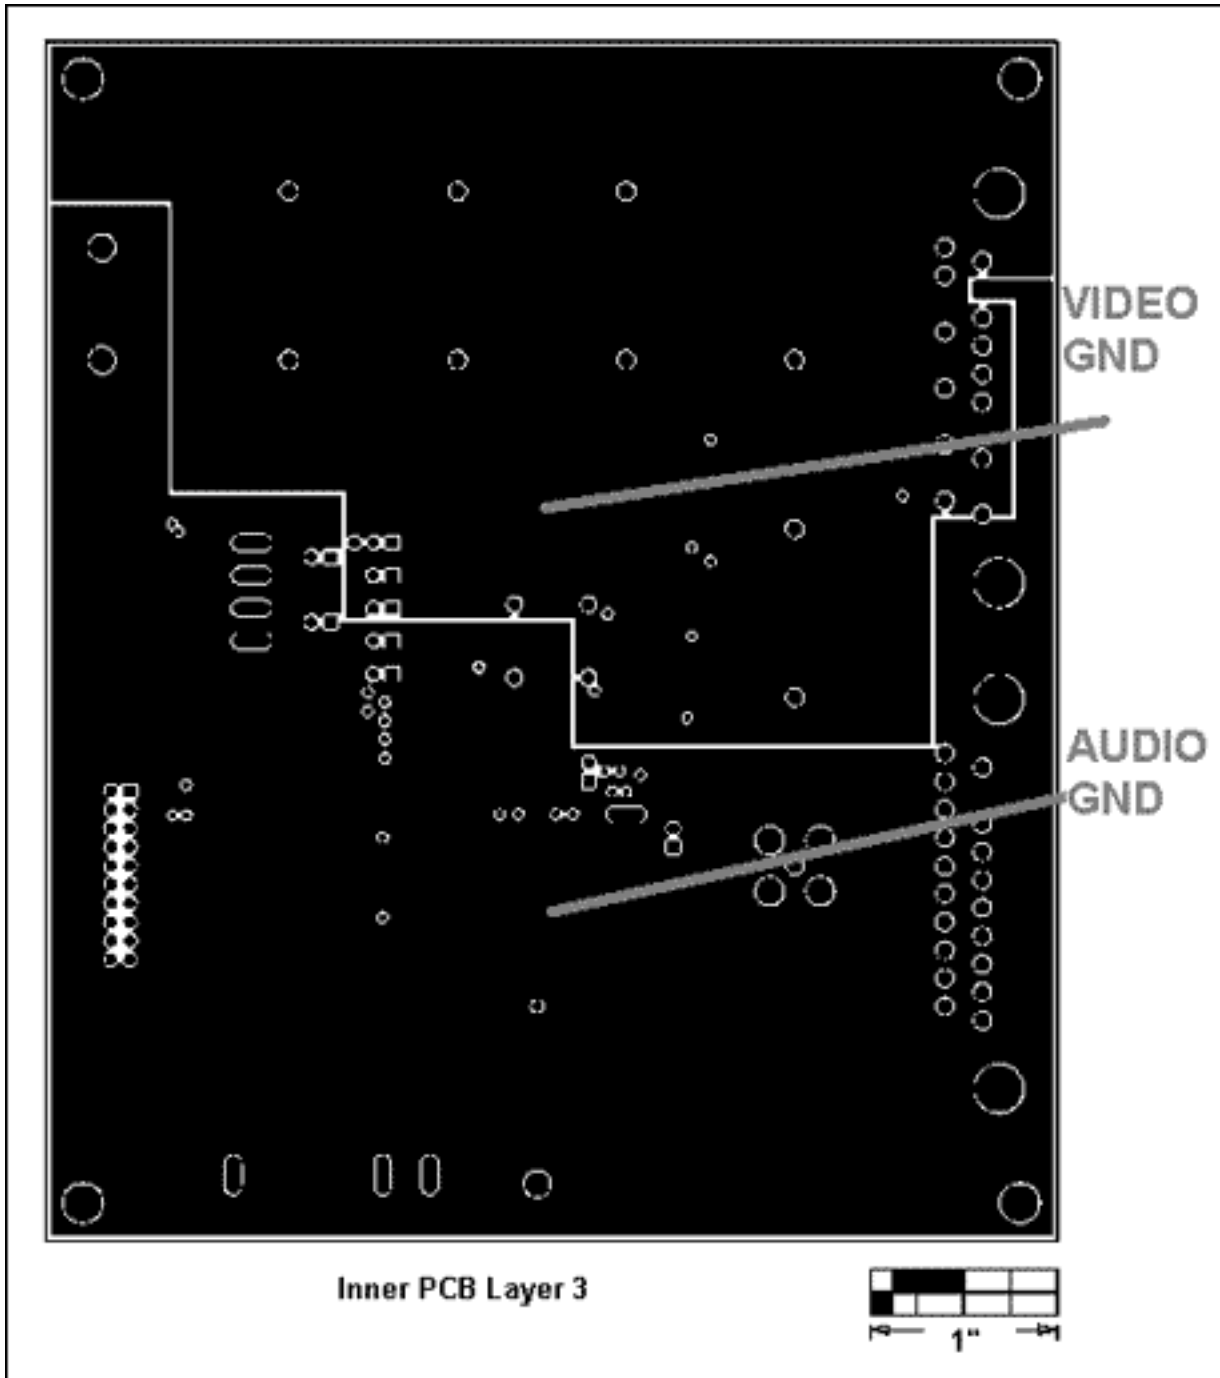 VIDEO
GND
AUDIO
GND
Inner PCB Layer 3
1"